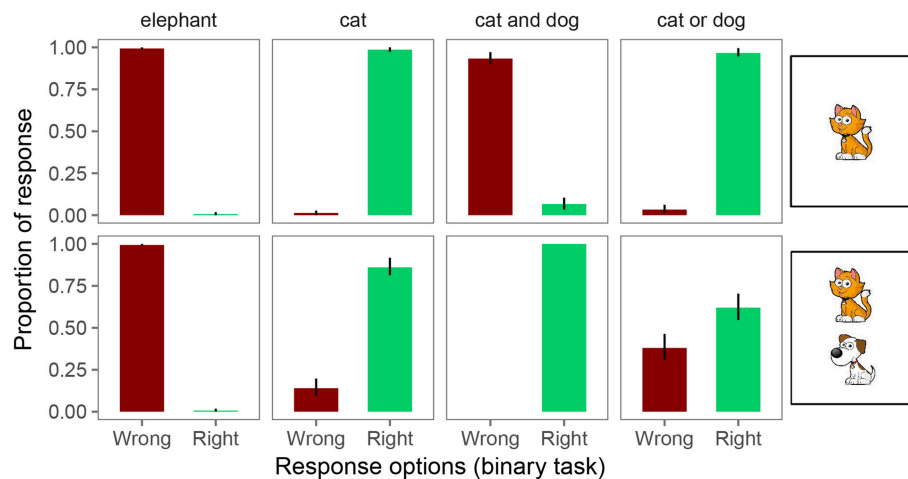 elephant cat cat and dog cat or dog
Proportion of response
1.00
0.75
0.50
0.25
0.00
1.00
0.75
0.50
0.25
0.00
Wrong Right Wrong Right Wrong Right Wrong Right
Response options (binary task)